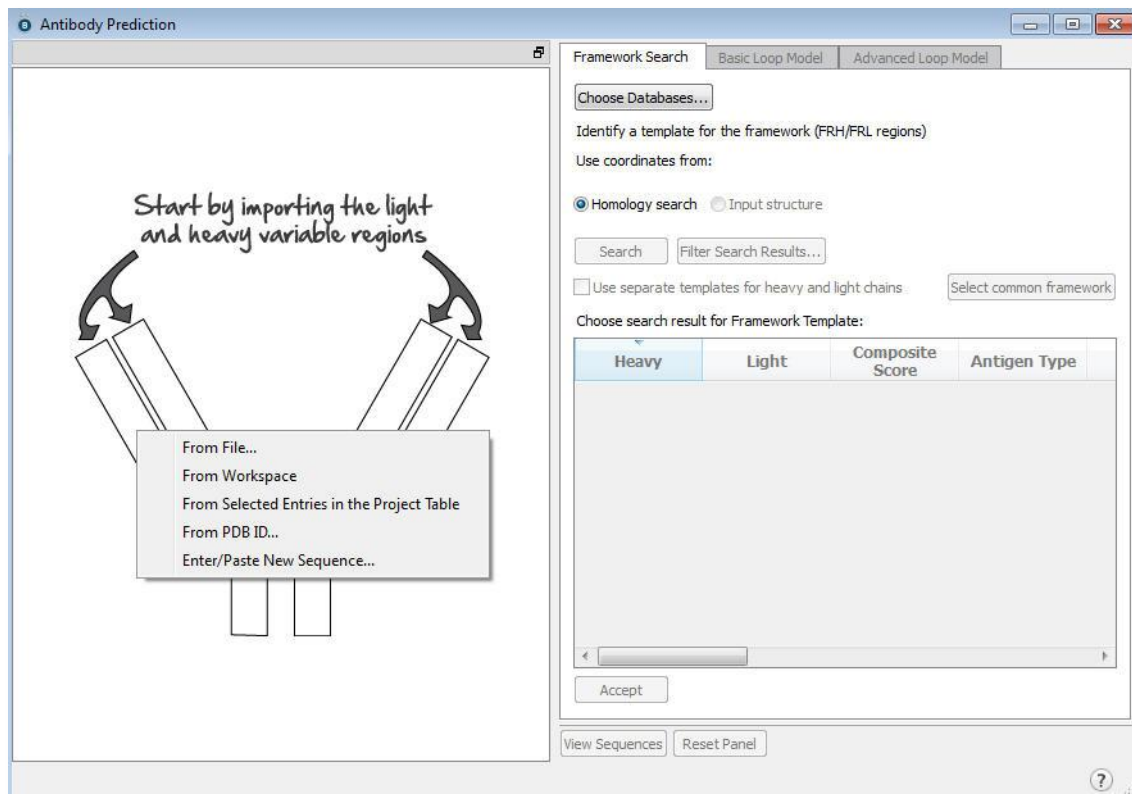 Antibody Prediction
Start by importing the light
and heavy variable regions
From File...
From Workspace
From Selected Entries in the Project Table
From PDB ID...
Enter/Paste New Sequence...
Framework Search Basic Loop Model Advanced Loop Model
Choose Databases...
Identify a template for the framework (FRH/FRL regions)
Use coordinates from:
Homology search Input structure
Search Filter Search Results...
Use separate templates for heavy and light chains Select common framework
Choose search result for Framework Template:
Heavy Light Composite Score Antigen Type
Accept
View Sequences Reset Panel
?